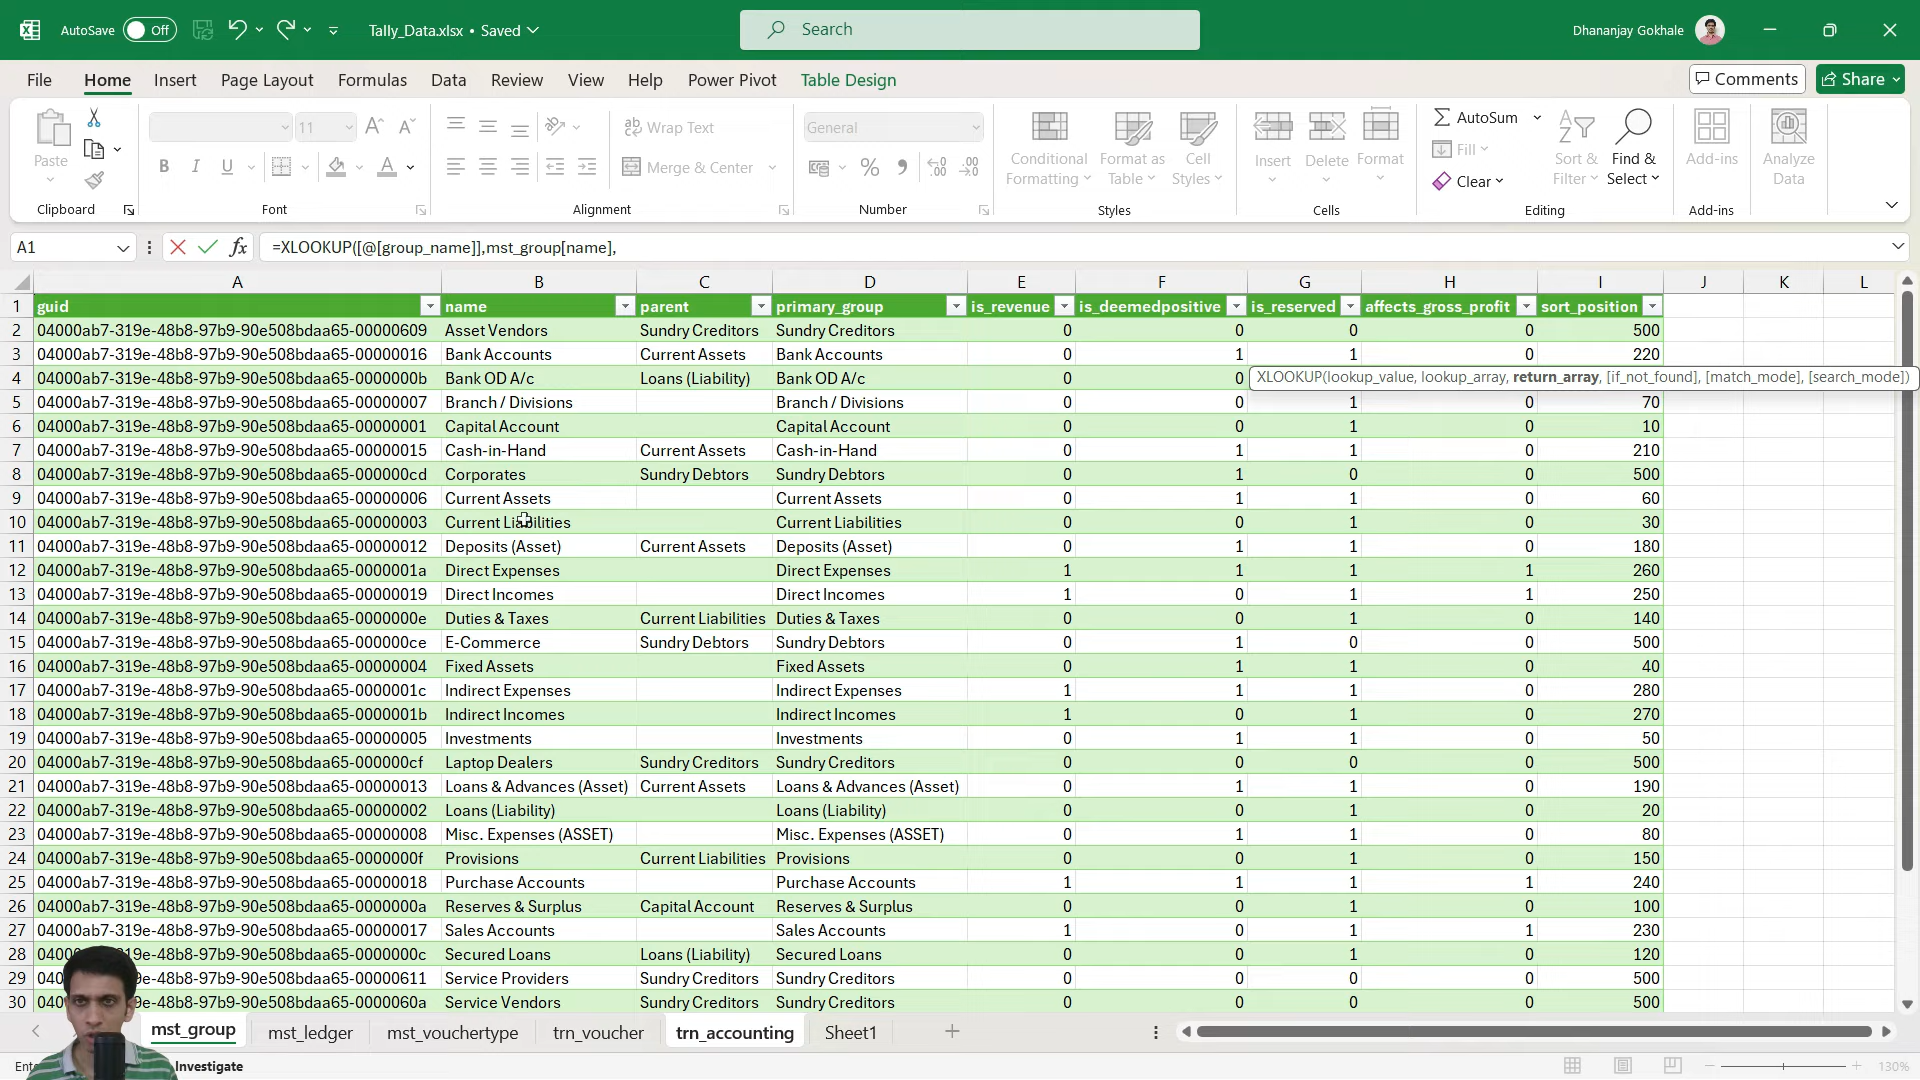 AutoSave Off Tally_Data.xlsx • Saved Search Dhananjay Gokhale
File Home Insert Page Layout Formulas Data Review View Help Power Pivot Table Design Comments Share
Paste 11 Wrap Text General Conditional Formatting Format as Table Cell Styles Insert Delete Format AutoSum Sort & Filter Find & Select Add-ins Analyze Data
B I U A Merge & Center % Fill
Clear
Clipboard Font Alignment Number Styles Cells Editing Add-ins
A1 fx =XLOOKUP([@[group_name]],mst_group[name],
A B C D E F G H I J K L
1 guid name parent primary_group is_revenue is_deemedpositive is_reserved affects_gross_profit sort_position
2 04000ab7-319e-48b8-97b9-90e508bdaa65-00000609 Asset Vendors Sundry Creditors Sundry Creditors 0 0 0 0 500
3 04000ab7-319e-48b8-97b9-90e508bdaa65-00000016 Bank Accounts Current Assets Bank Accounts 0 1 1 0 220
4 04000ab7-319e-48b8-97b9-90e508bdaa65-0000000b Bank OD A/c Loans (Liability) Bank OD A/c 0 0 XLOOKUP(lookup_value, lookup_array, return_array, [if_not_found], [match_mode], [search_mode])
5 04000ab7-319e-48b8-97b9-90e508bdaa65-00000007 Branch / Divisions Branch / Divisions 0 0 1 0 70
6 04000ab7-319e-48b8-97b9-90e508bdaa65-00000001 Capital Account Capital Account 0 0 1 0 10
7 04000ab7-319e-48b8-97b9-90e508bdaa65-00000015 Cash-in-Hand Current Assets Cash-in-Hand 0 1 1 0 210
8 04000ab7-319e-48b8-97b9-90e508bdaa65-000000cd Corporates Sundry Debtors Sundry Debtors 0 1 0 0 500
9 04000ab7-319e-48b8-97b9-90e508bdaa65-00000006 Current Assets Current Assets 0 1 1 0 60
10 04000ab7-319e-48b8-97b9-90e508bdaa65-00000003 Current Liabilities Current Liabilities 0 0 1 0 30
11 04000ab7-319e-48b8-97b9-90e508bdaa65-00000012 Deposits (Asset) Current Assets Deposits (Asset) 0 1 1 0 180
12 04000ab7-319e-48b8-97b9-90e508bdaa65-0000001a Direct Expenses Direct Expenses 1 1 1 1 260
13 04000ab7-319e-48b8-97b9-90e508bdaa65-00000019 Direct Incomes Direct Incomes 1 0 1 1 250
14 04000ab7-319e-48b8-97b9-90e508bdaa65-0000000e Duties & Taxes Current Liabilities Duties & Taxes 0 0 1 0 140
15 04000ab7-319e-48b8-97b9-90e508bdaa65-000000ce E-Commerce Sundry Debtors Sundry Debtors 0 1 0 0 500
16 04000ab7-319e-48b8-97b9-90e508bdaa65-00000004 Fixed Assets Fixed Assets 0 1 1 0 40
17 04000ab7-319e-48b8-97b9-90e508bdaa65-0000001c Indirect Expenses Indirect Expenses 1 1 1 0 280
18 04000ab7-319e-48b8-97b9-90e508bdaa65-0000001b Indirect Incomes Indirect Incomes 1 0 1 0 270
19 04000ab7-319e-48b8-97b9-90e508bdaa65-00000005 Investments Investments 0 1 1 0 50
20 04000ab7-319e-48b8-97b9-90e508bdaa65-000000cf Laptop Dealers Sundry Creditors Sundry Creditors 0 0 0 0 500
21 04000ab7-319e-48b8-97b9-90e508bdaa65-00000013 Loans & Advances (Asset) Current Assets Loans & Advances (Asset) 0 1 1 0 190
22 04000ab7-319e-48b8-97b9-90e508bdaa65-00000002 Loans (Liability) Loans (Liability) 0 0 1 0 20
23 04000ab7-319e-48b8-97b9-90e508bdaa65-00000008 Misc. Expenses (ASSET) Misc. Expenses (ASSET) 0 1 1 0 80
24 04000ab7-319e-48b8-97b9-90e508bdaa65-0000000f Provisions Current Liabilities Provisions 0 0 1 0 150
25 04000ab7-319e-48b8-97b9-90e508bdaa65-00000018 Purchase Accounts Purchase Accounts 1 1 1 1 240
26 04000ab7-319e-48b8-97b9-90e508bdaa65-0000000a Reserves & Surplus Capital Account Reserves & Surplus 0 0 1 0 100
27 04000ab7-319e-48b8-97b9-90e508bdaa65-00000017 Sales Accounts Sales Accounts 1 0 1 1 230
28 0400 19e-48b8-97b9-90e508bdaa65-0000000c Secured Loans Loans (Liability) Secured Loans 0 0 1 0 120
29 040 19e-48b8-97b9-90e508bdaa65-00000611 Service Providers Sundry Creditors Sundry Creditors 0 0 0 0 500
30 040 19e-48b8-97b9-90e508bdaa65-0000060a Service Vendors Sundry Creditors Sundry Creditors 0 0 0 0 500
mst_group mst_ledger mst_vouchertype trn_voucher trn_accounting Sheet1
Investigate 130%